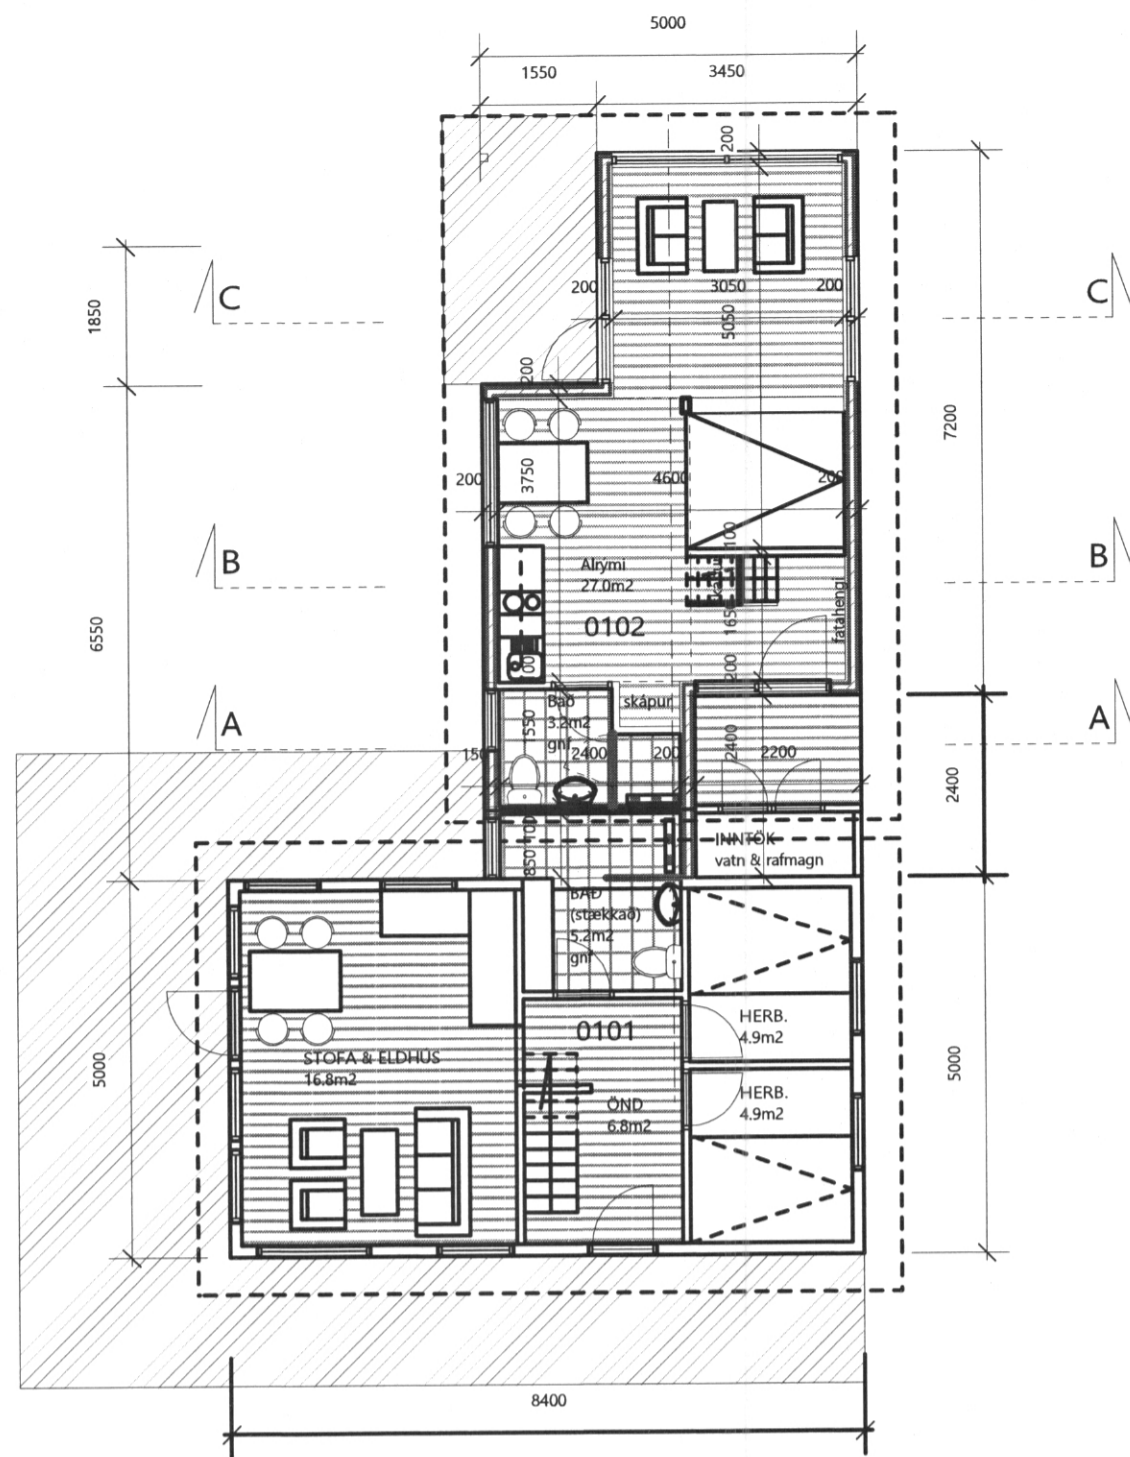 5000
1550
3450
200
1850
C
C
200
3050
200
5050
200
7200
200
3750
4600
200
100
B
B
Alrými
27.0m2
skápur
fatahengi
6550
0102
1650
100
200
skápur
Bað
3.2m2
gnf
1550
A
A
150
2400
200
2400
2200
2400
100
850
INNTÖK
vatn & rafmagn
BAÐ
(stækkað)
5.2m2
gnf
0101
HERB.
4.9m2
STOFA & ELDHÚS
16.8m2
5000
5000
HERB.
4.9m2
ÖND
6.8m2
8400